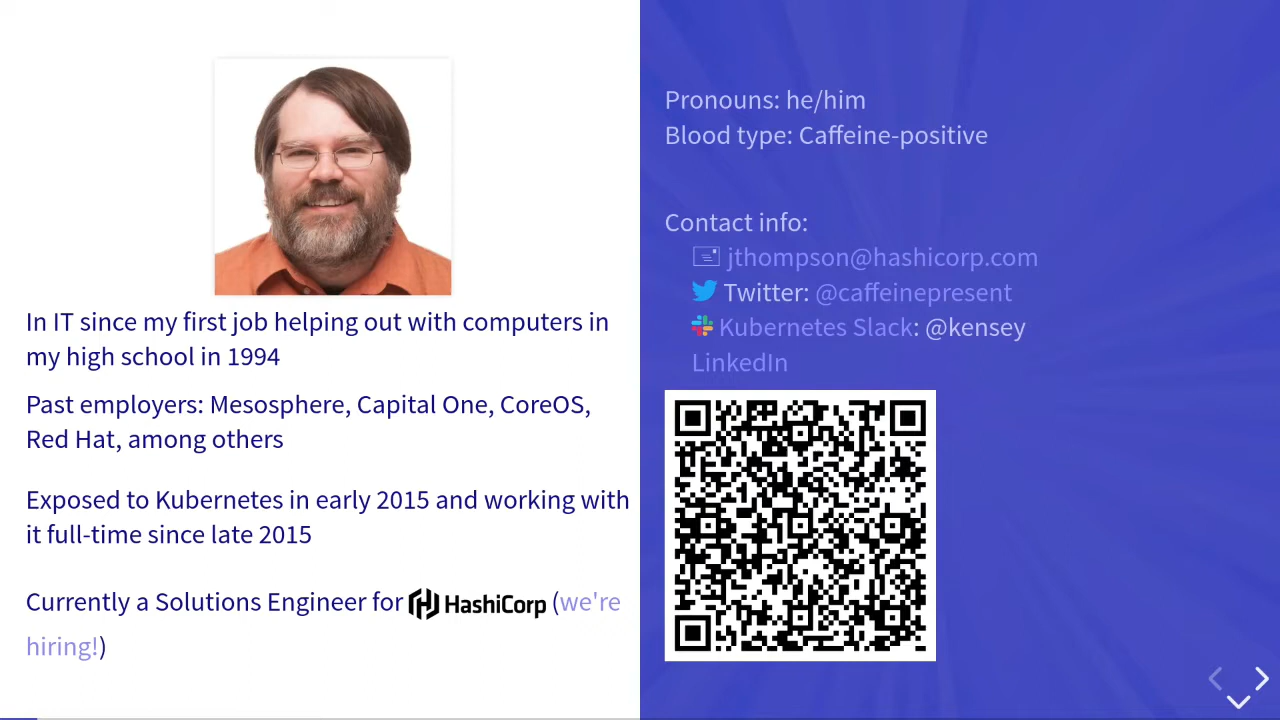 In IT since my first job helping out with computers in
my high school in 1994
Past employers: Mesosphere, Capital One, CoreOS,
Red Hat, among others
Exposed to Kubernetes in early 2015 and working with
it full-time since late 2015
Currently a Solutions Engineer for HashiCorp (we're
hiring!)
Pronouns: he/him
Blood type: Caffeine-positive
Contact info:
jthompson@hashicorp.com
Twitter: @caffeinepresent
Kubernetes Slack: @kensey
LinkedIn